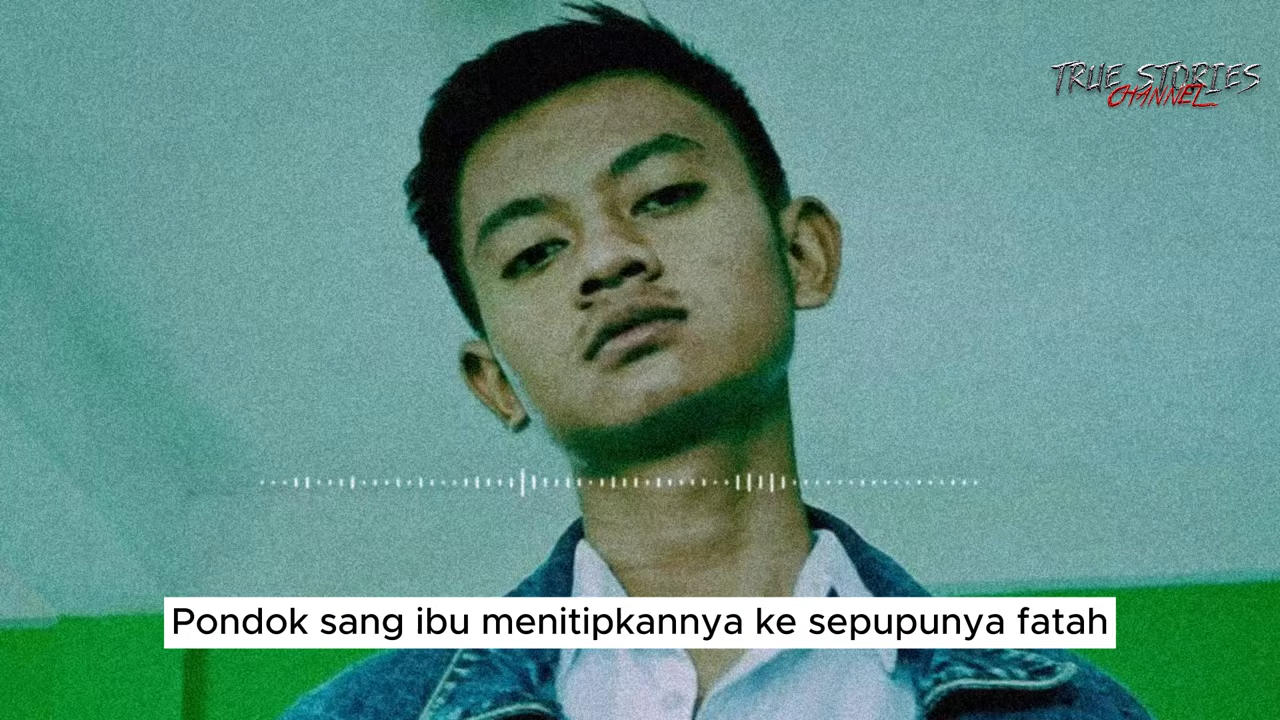 TRUE STORIES
CHANNEL
Pondok sang ibu menitipkannya ke sepupunya fatah